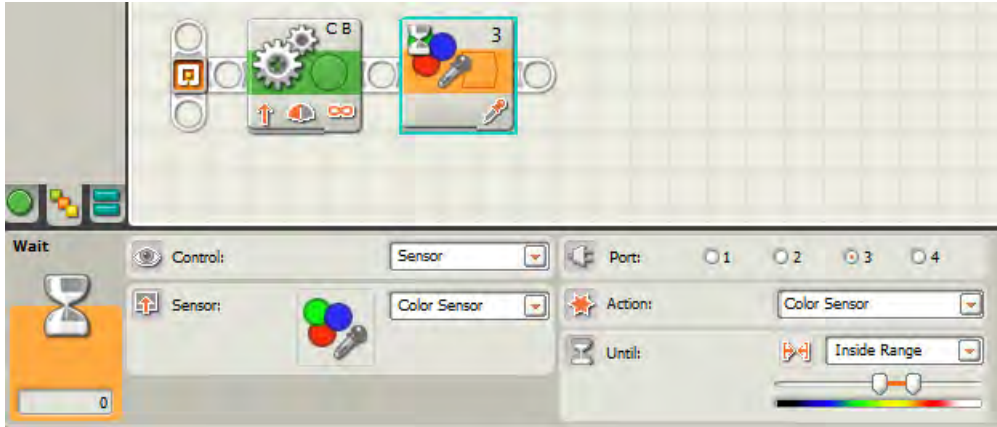 C B
3
Wait
Control:
Sensor
Port:
1
2
3
4
Sensor:
Color Sensor
Action:
Color Sensor
Until:
Inside Range
0